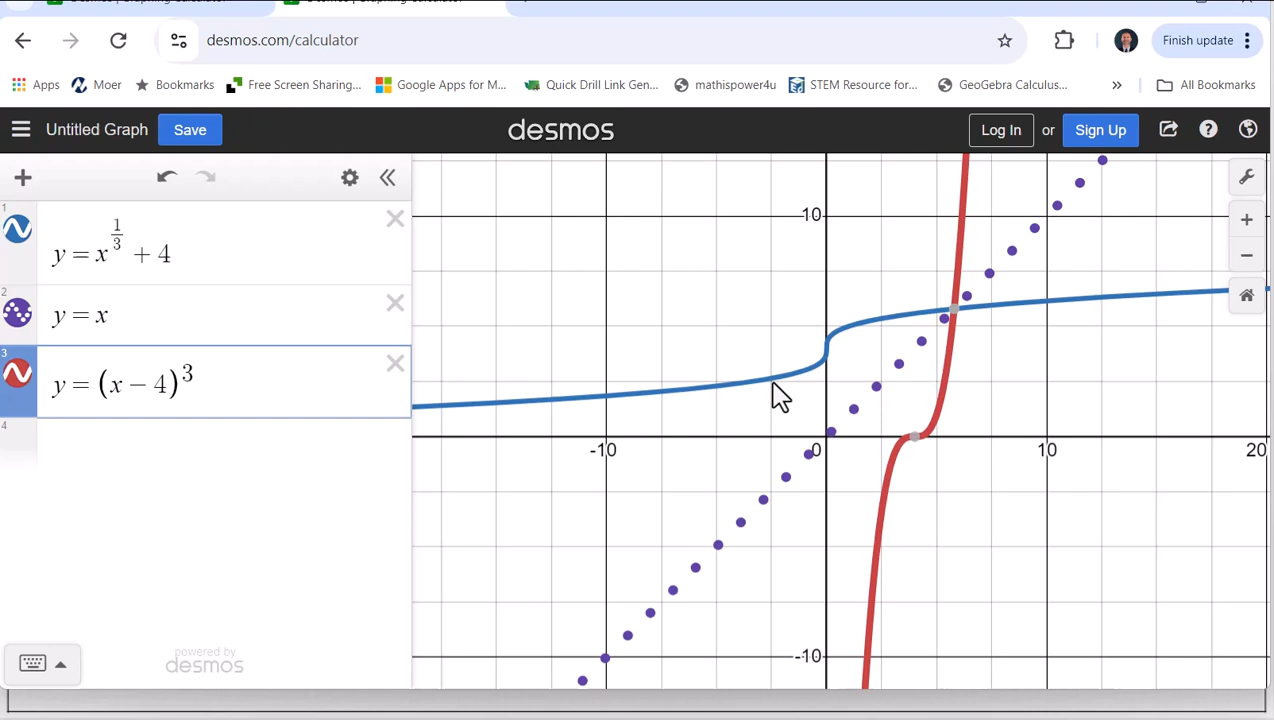 desmos.com/calculator
Finish update
Apps Moer Bookmarks Free Screen Sharing... Google Apps for M... Quick Drill Link Gen... mathispower4u STEM Resource for... GeoGebra Calculus... » All Bookmarks
Untitled Graph Save desmos Log In or Sign Up
1
y = x^{1/3} + 4
2
y = x
3
y = (x − 4)^3
4
10
-10 0 10 20
-10
powered by
desmos